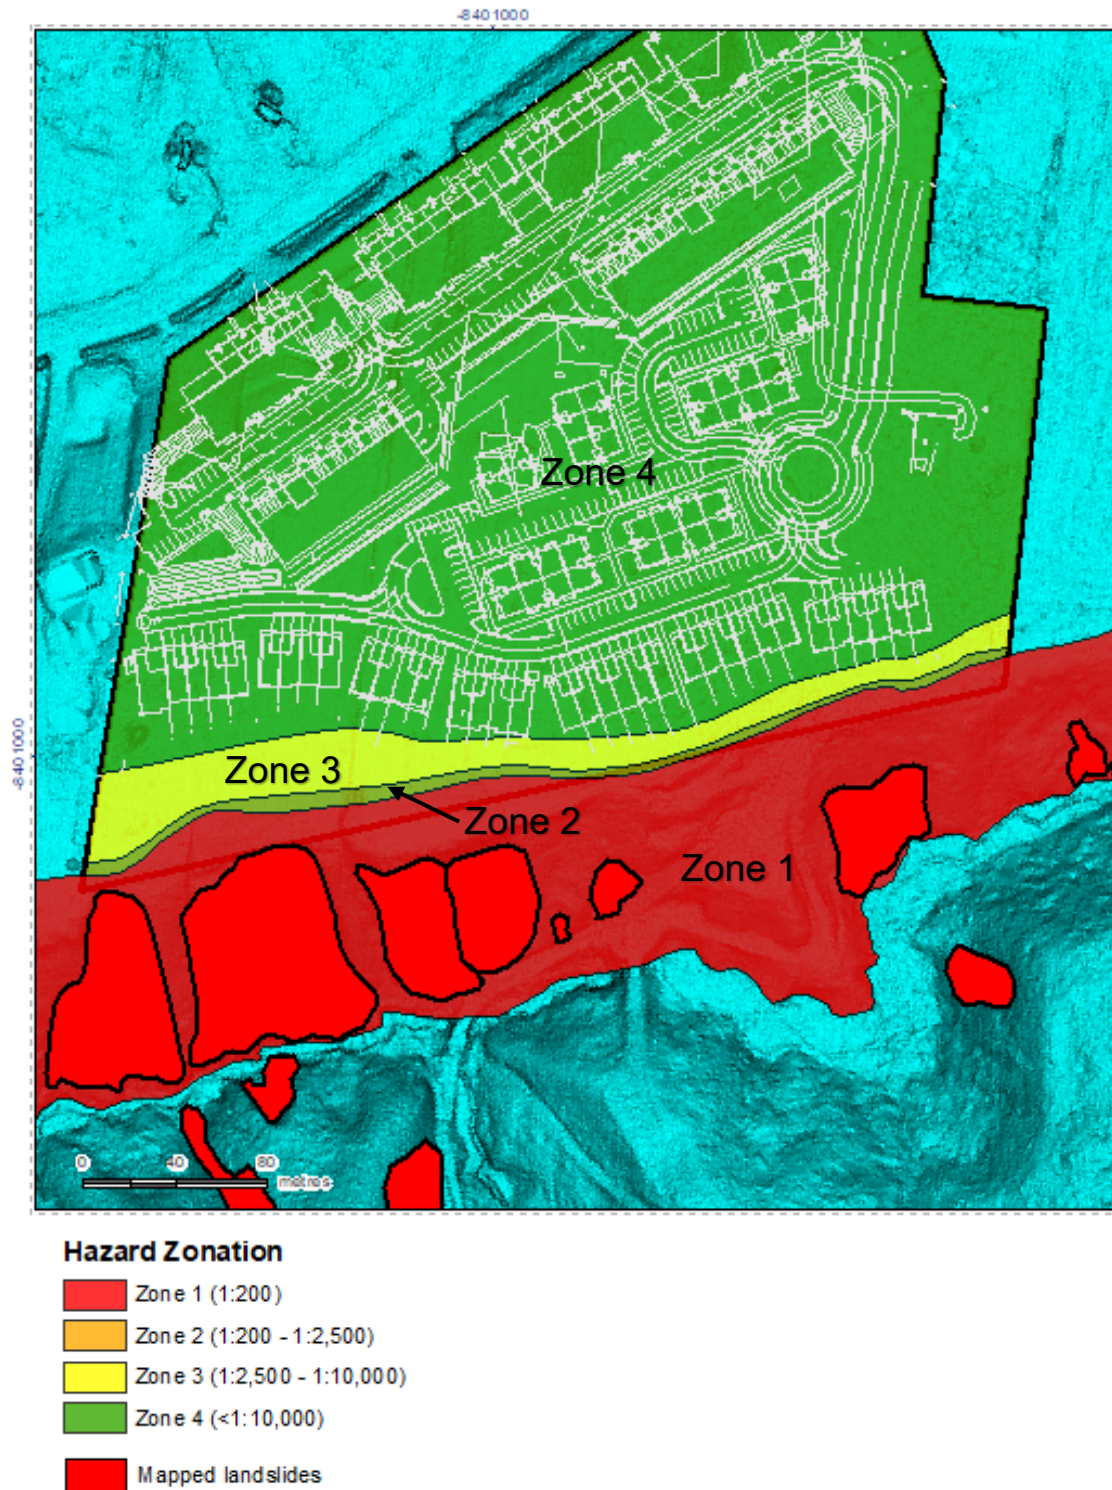 -8401000
-8401000
Zone 4
Zone 3
Zone 2
Zone 1
0 40 80
metres
Hazard Zonation
Zone 1 (1:200)
Zone 2 (1:200 - 1:2,500)
Zone 3 (1:2,500 - 1:10,000)
Zone 4 (<1:10,000)
Mapped landslides